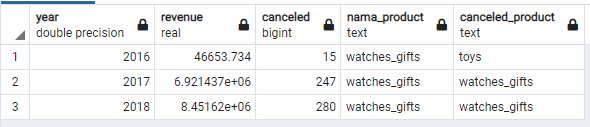 year revenue canceled nama_product canceled_product
double precision real bigint text text
1 2016 46653.734 15 watches_gifts toys
2 2017 6.921437e+06 247 watches_gifts watches_gifts
3 2018 8.45162e+06 280 watches_gifts watches_gifts